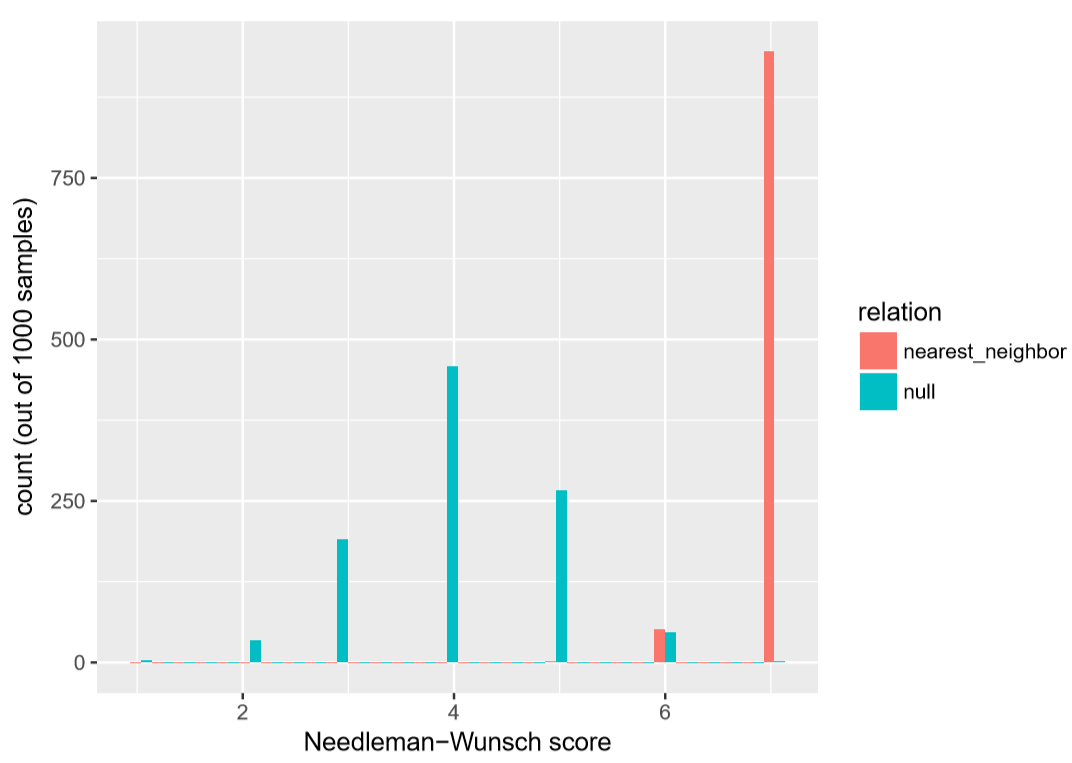 count (out of 1000 samples)
750
500
250
0
2
4
6
Needleman−Wunsch score
relation
nearest_neighbor
null